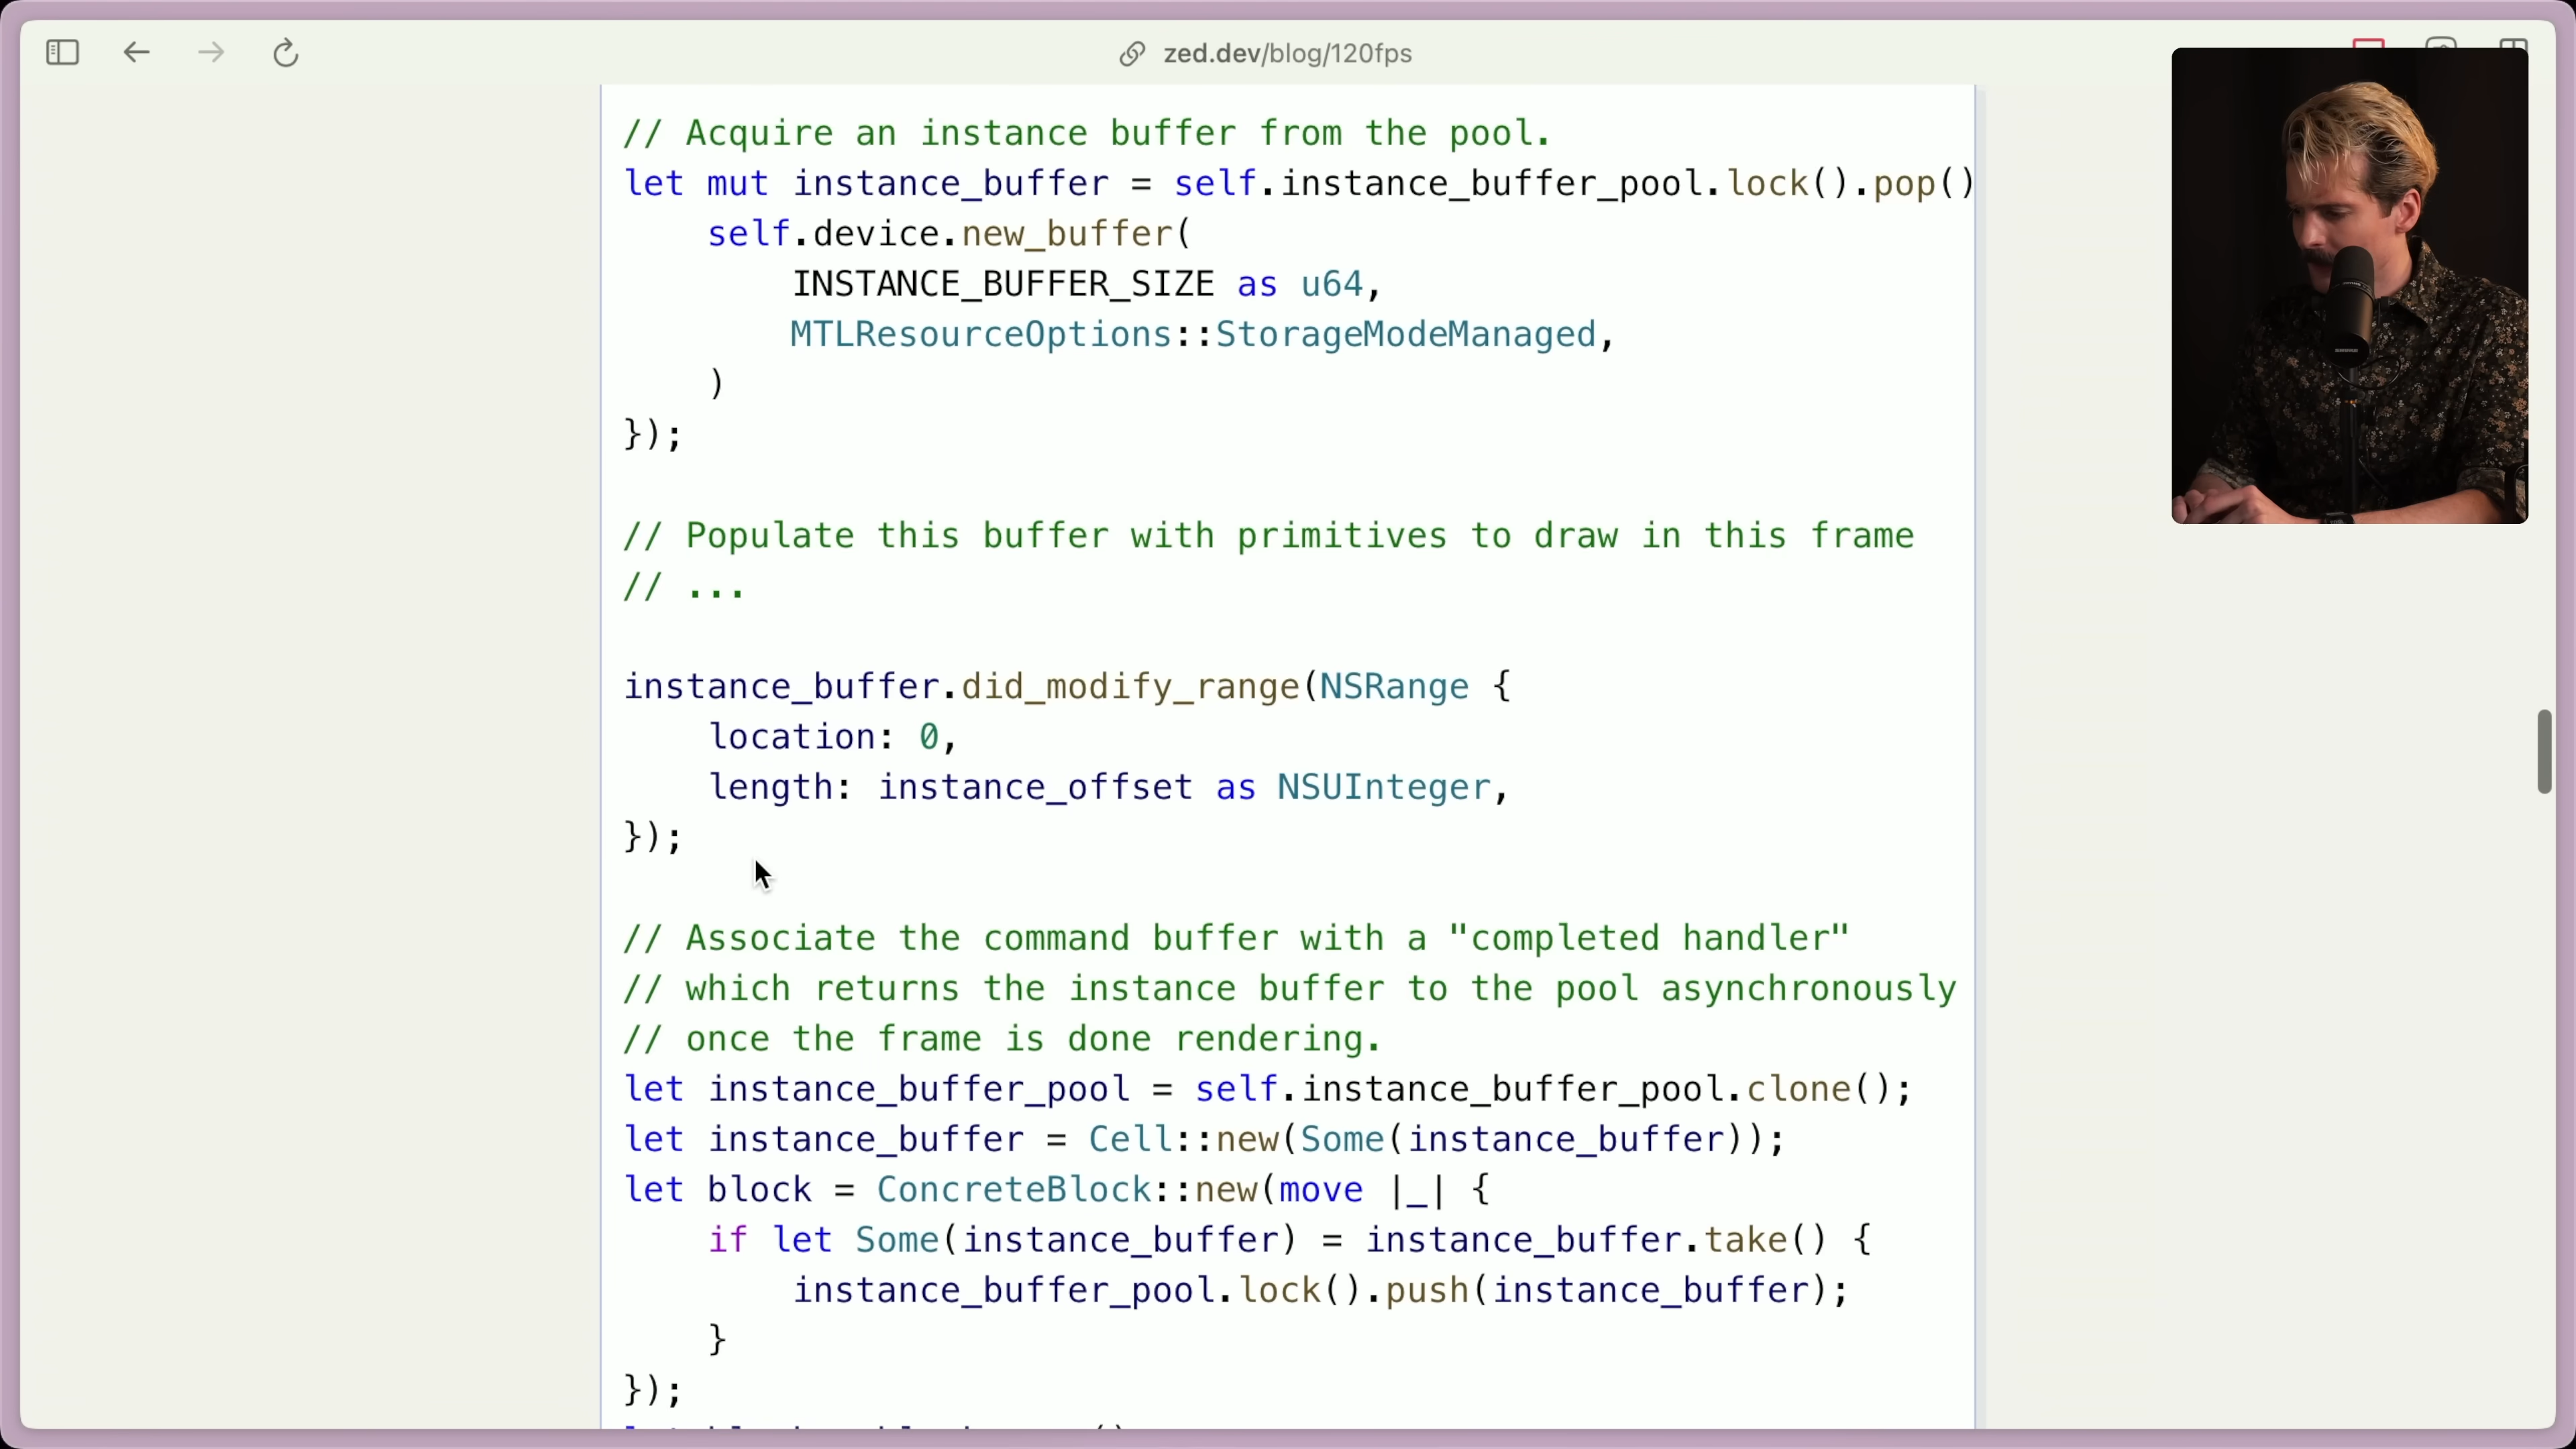 zed.dev/blog/120fps
// Acquire an instance buffer from the pool.
let mut instance_buffer = self.instance_buffer_pool.lock().pop()
    self.device.new_buffer(
        INSTANCE_BUFFER_SIZE as u64,
        MTLResourceOptions::StorageModeManaged,
    )
});

// Populate this buffer with primitives to draw in this frame
// ...

instance_buffer.did_modify_range(NSRange {
    location: 0,
    length: instance_offset as NSUInteger,
});

// Associate the command buffer with a "completed handler"
// which returns the instance buffer to the pool asynchronously
// once the frame is done rendering.
let instance_buffer_pool = self.instance_buffer_pool.clone();
let instance_buffer = Cell::new(Some(instance_buffer));
let block = ConcreteBlock::new(move |_| {
    if let Some(instance_buffer) = instance_buffer.take() {
        instance_buffer_pool.lock().push(instance_buffer);
    }
});